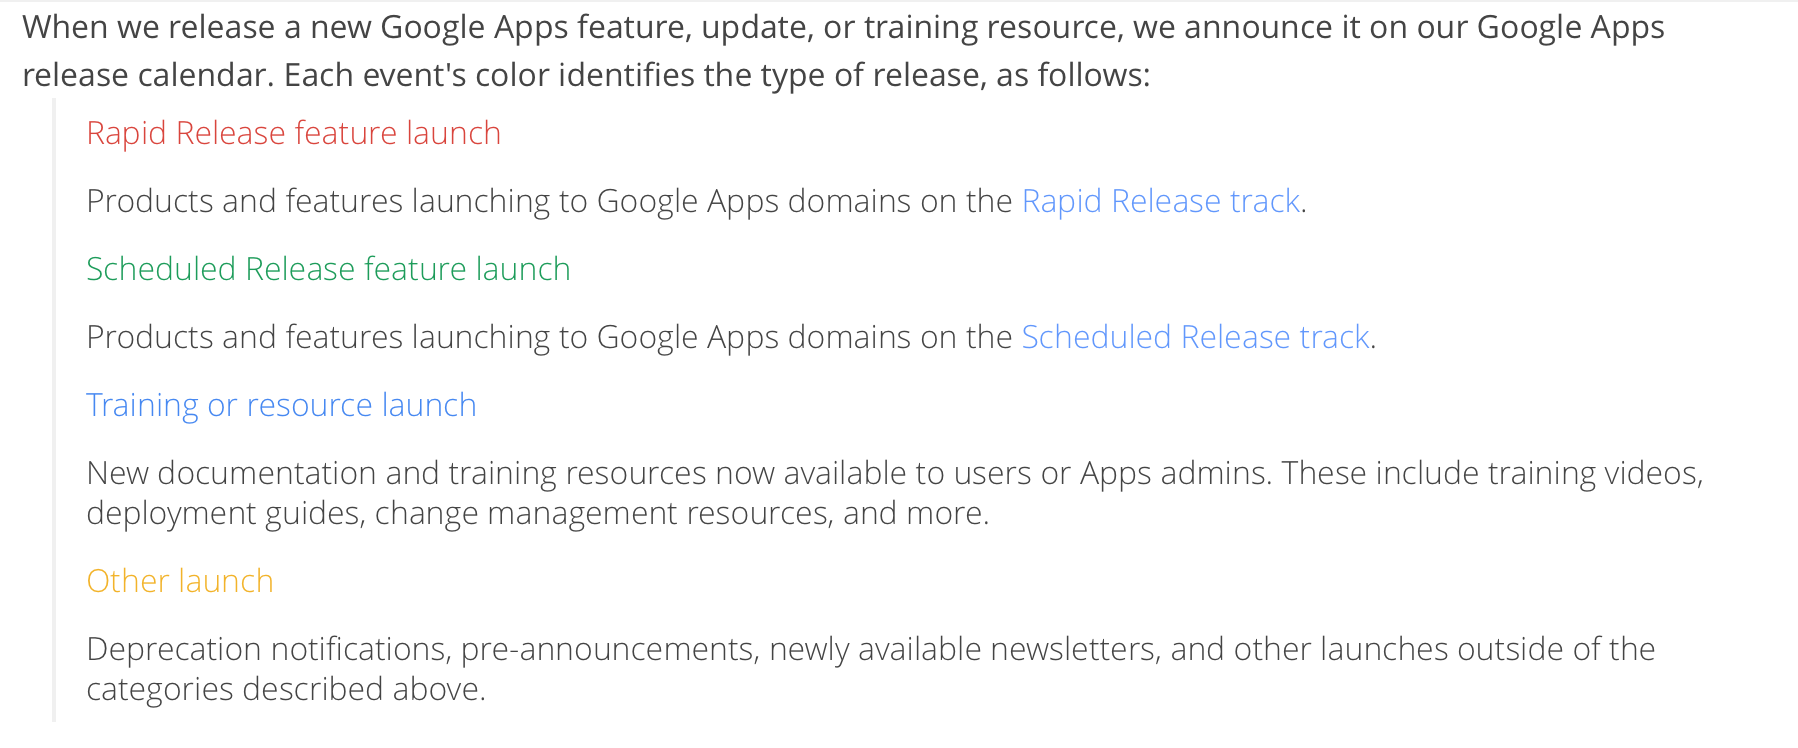 When we release a new Google Apps feature, update, or training resource, we announce it on our Google Apps
release calendar. Each event's color identifies the type of release, as follows:
Rapid Release feature launch
Products and features launching to Google Apps domains on the Rapid Release track.
Scheduled Release feature launch
Products and features launching to Google Apps domains on the Scheduled Release track.
Training or resource launch
New documentation and training resources now available to users or Apps admins. These include training videos,
deployment guides, change management resources, and more.
Other launch
Deprecation notifications, pre-announcements, newly available newsletters, and other launches outside of the
categories described above.